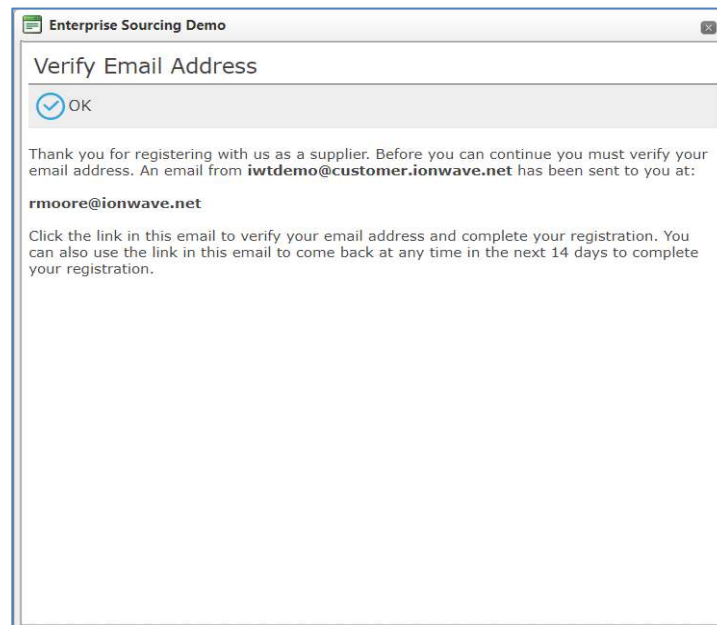 Enterprise Sourcing Demo
Verify Email Address
OK
Thank you for registering with us as a supplier. Before you can continue you must verify your
email address. An email from iwtdemo@customer.ionwave.net has been sent to you at:
rmoore@ionwave.net
Click the link in this email to verify your email address and complete your registration. You
can also use the link in this email to come back at any time in the next 14 days to complete
your registration.